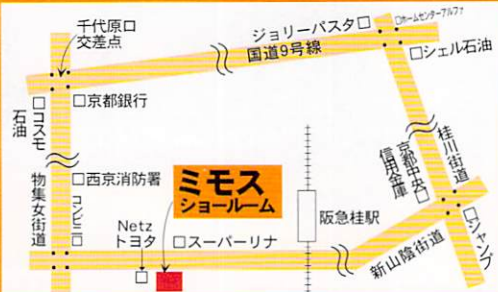 千代原口
交差点
ジョリーパスタ
ホームセンターアルファ
国道9号線
シェル石油
コスモ
石油
京都銀行
西京消防署
コンビニ
物集女街道
ミモス
ショールーム
Netz
トヨタ
スーパーリナ
阪急桂駅
京都中央
信用金庫
桂川街道
新山陰街道
ジャンプ